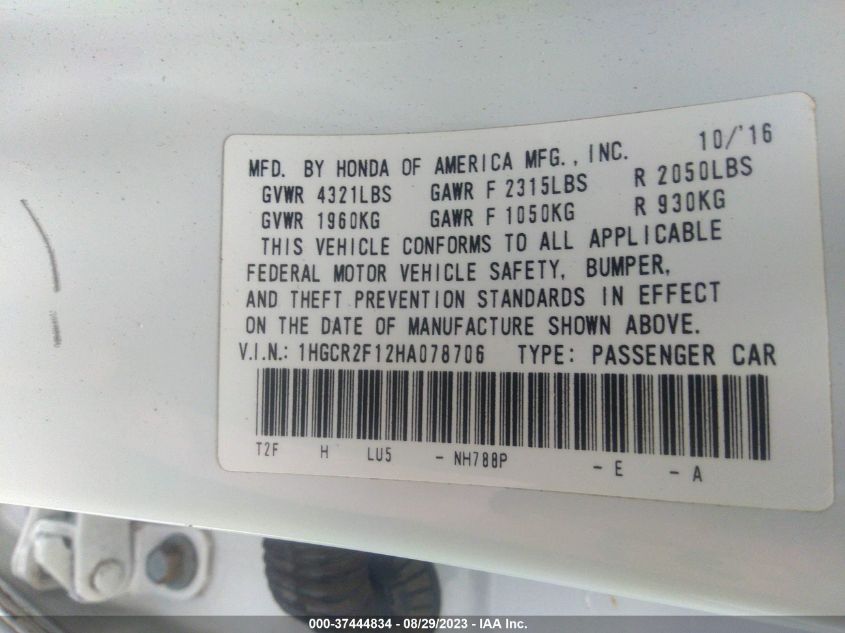 10/'16
MFD. BY HONDA OF AMERICA MFG., INC.
GVWR 4321LBS GAWR F 2315LBS R 2050LBS
GVWR 1960KG GAWR F 1050KG R 930KG
THIS VEHICLE CONFORMS TO ALL APPLICABLE
FEDERAL MOTOR VEHICLE SAFETY, BUMPER,
AND THEFT PREVENTION STANDARDS IN EFFECT
ON THE DATE OF MANUFACTURE SHOWN ABOVE.
V.I.N.: 1HGCR2F12HA078706 TYPE: PASSENGER CAR
T2F H LU5 - NH788P - E - A
000-37444834 - 08/29/2023 - IAA Inc.